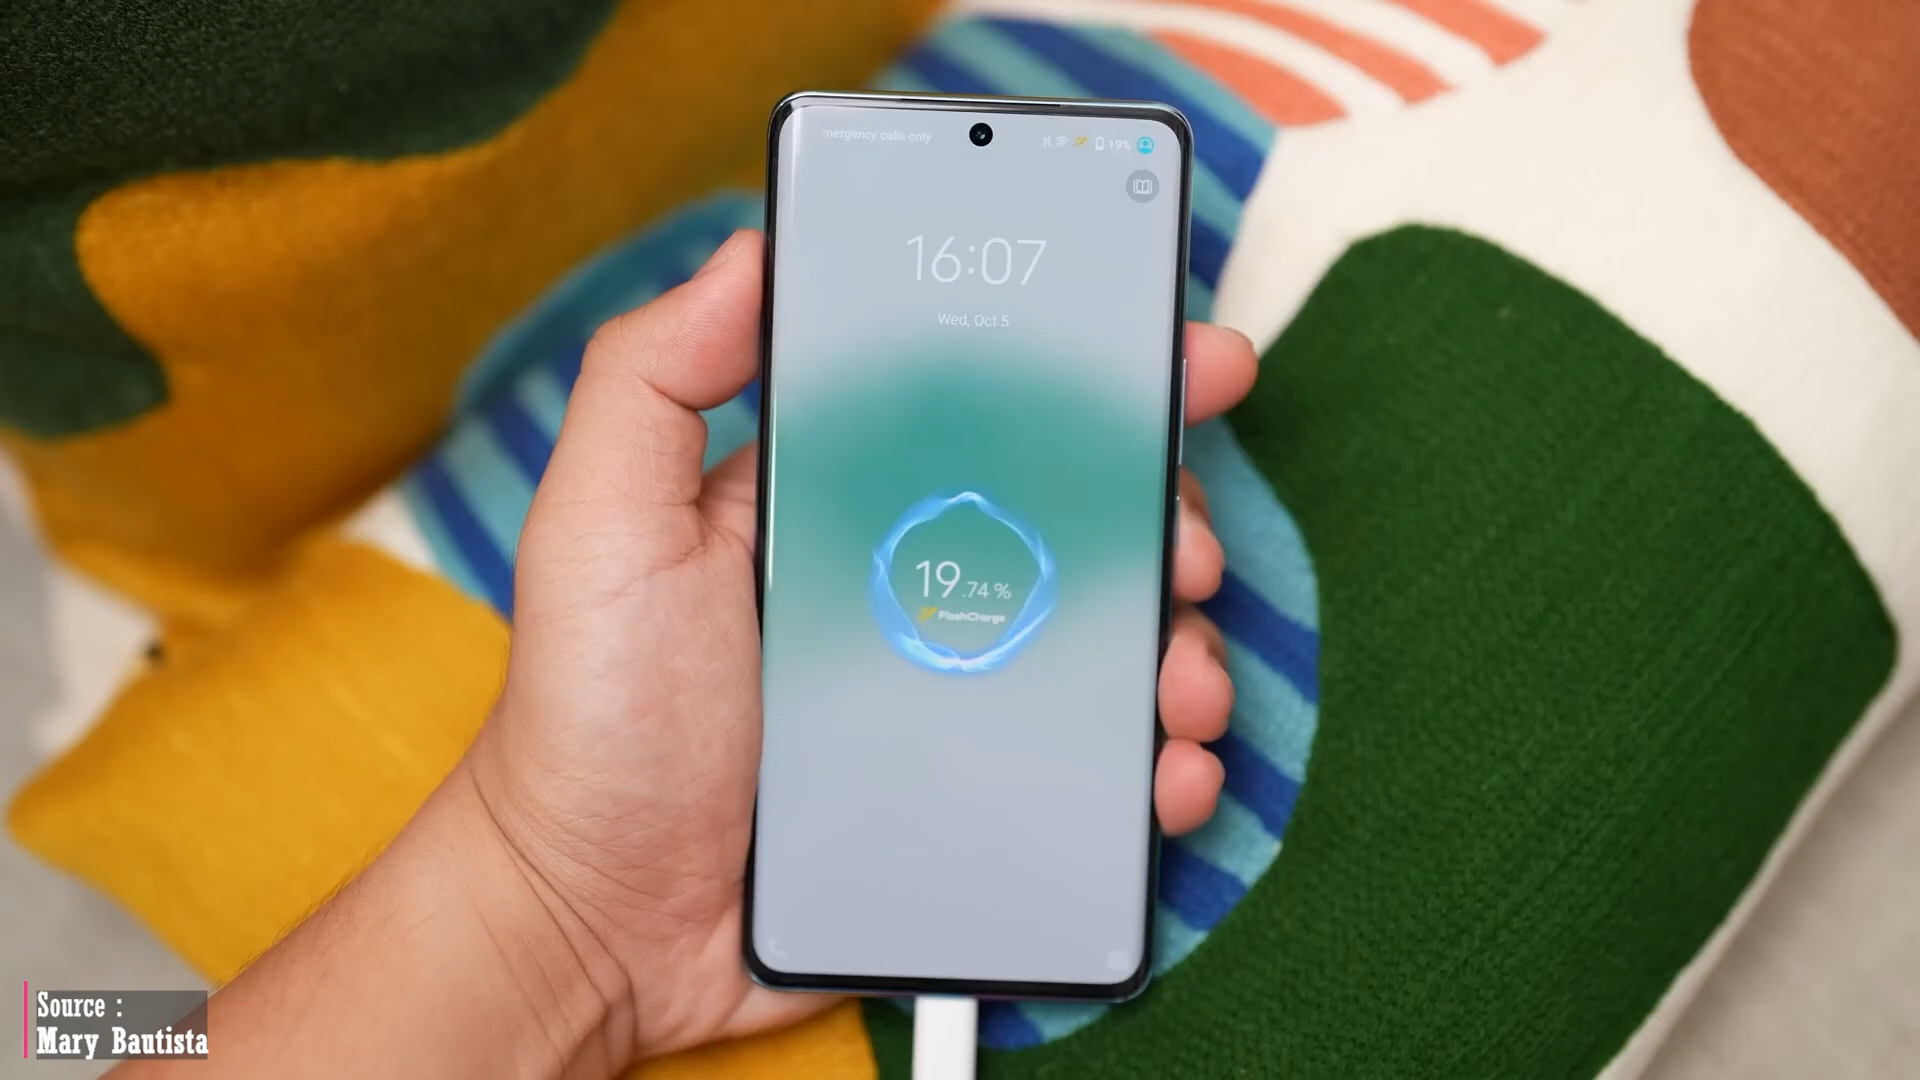 mergency calls only
19%
16:07
Wed, Oct 5
19.74%
FlashCharge
Source :
Mary Bautista